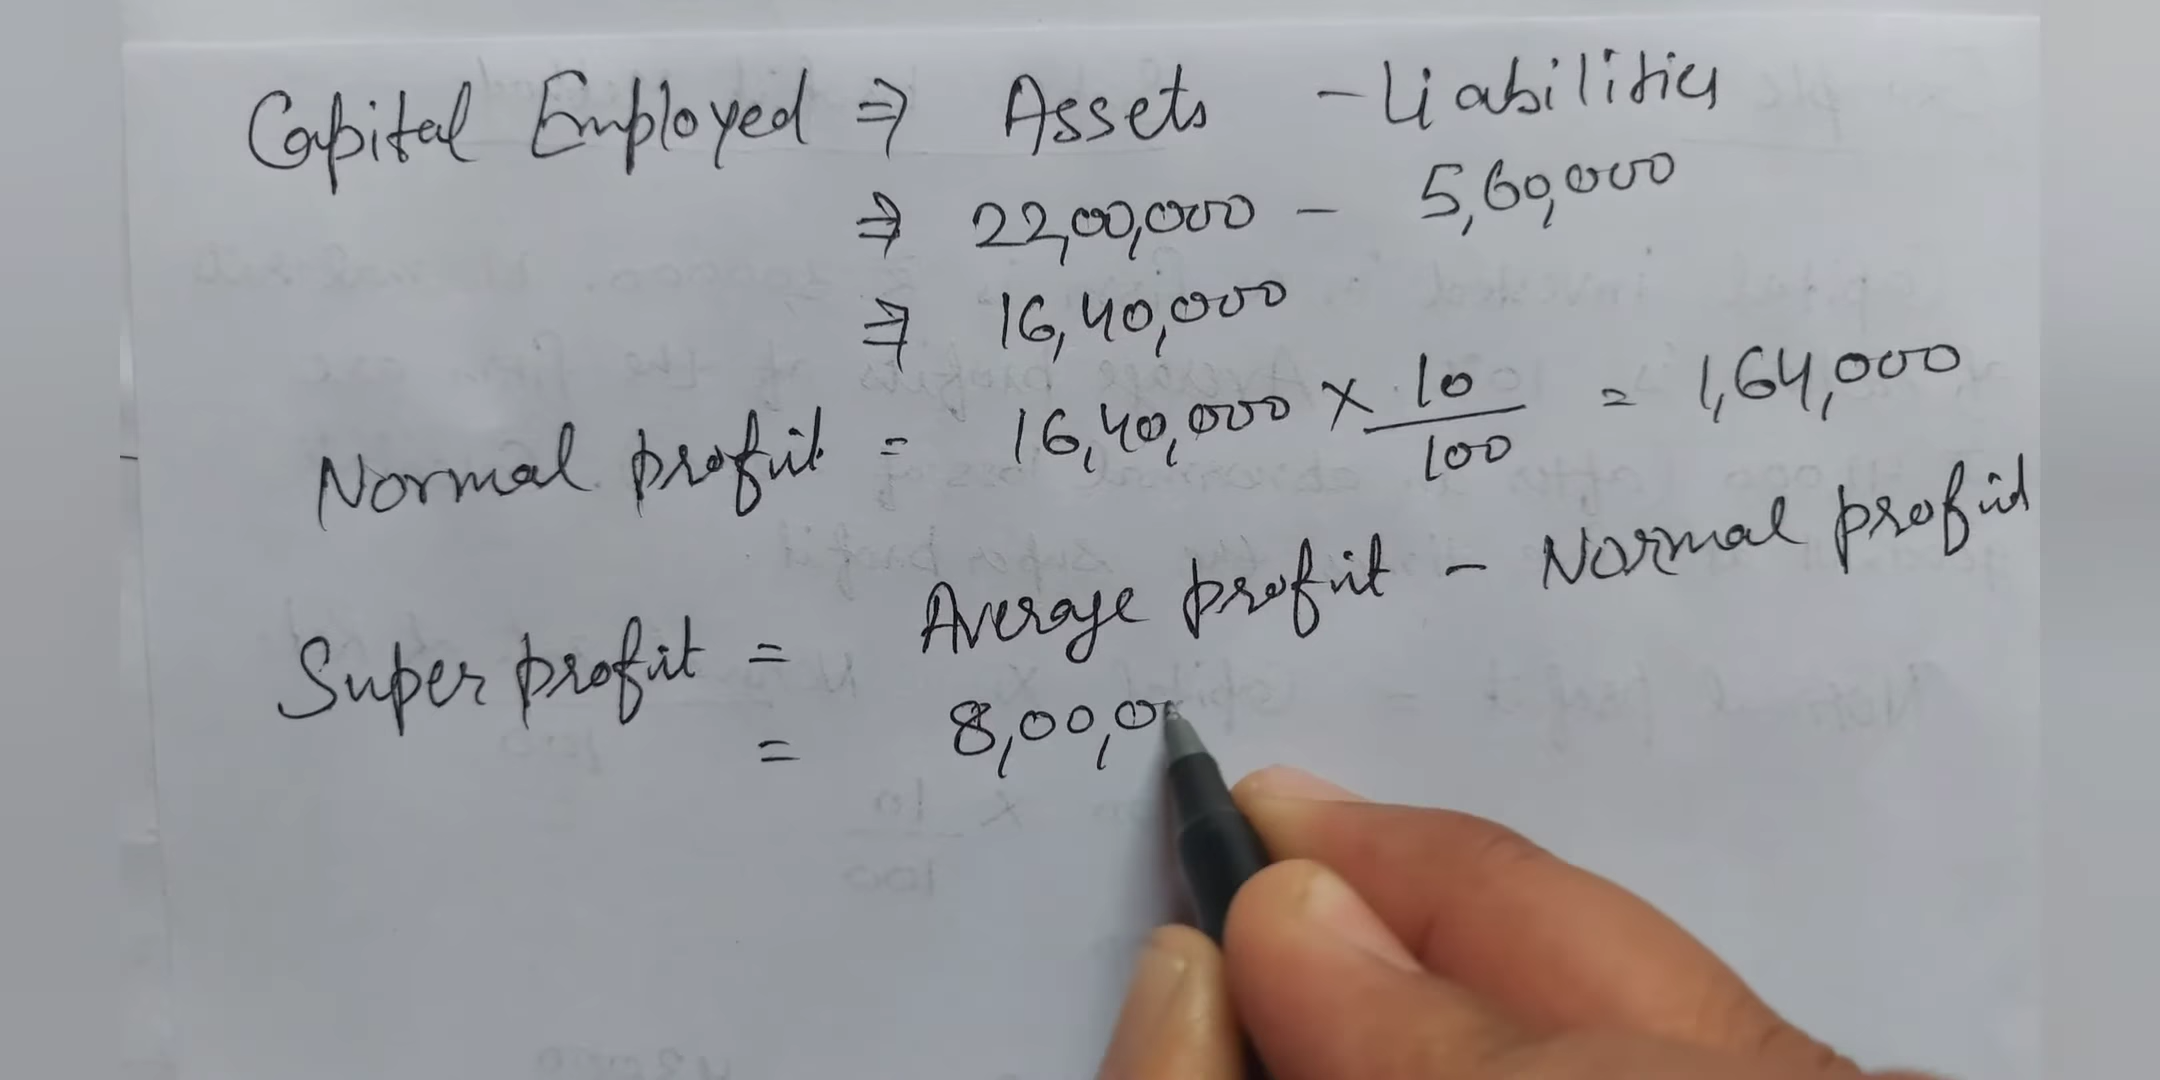 Capital Employed ⇒ Assets - Liabilities
⇒ 22,00,000 - 5,60,000
⇒ 16,40,000
Normal profit = 16,40,000 × 10/100 = 1,64,000
Super profit = Average profit - Normal profit
= 8,00,00